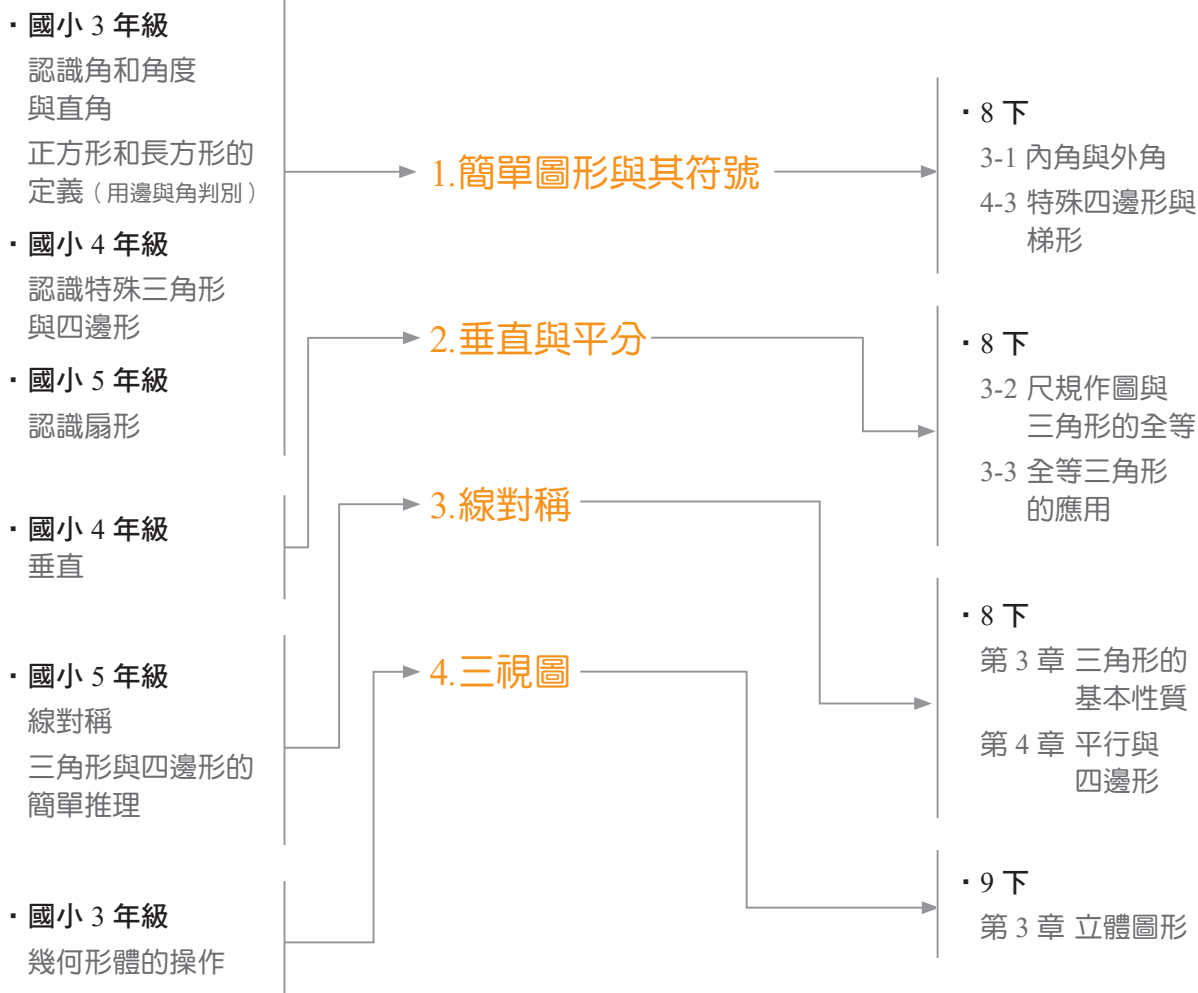 ▪國小 3 年級
認識角和角度
與直角
正方形和長方形的
定義（用邊與角判別）
▪國小 4 年級
認識特殊三角形
與四邊形
▪國小 5 年級
認識扇形
▪國小 4 年級
垂直
▪國小 5 年級
線對稱
三角形與四邊形的
簡單推理
▪國小 3 年級
幾何形體的操作
1.簡單圖形與其符號
2.垂直與平分
3.線對稱
4.三視圖
▪8 下
3-1 內角與外角
4-3 特殊四邊形與
梯形
▪8 下
3-2 尺規作圖與
三角形的全等
3-3 全等三角形
的應用
▪8 下
第 3 章 三角形的
基本性質
第 4 章 平行與
四邊形
▪9 下
第 3 章 立體圖形